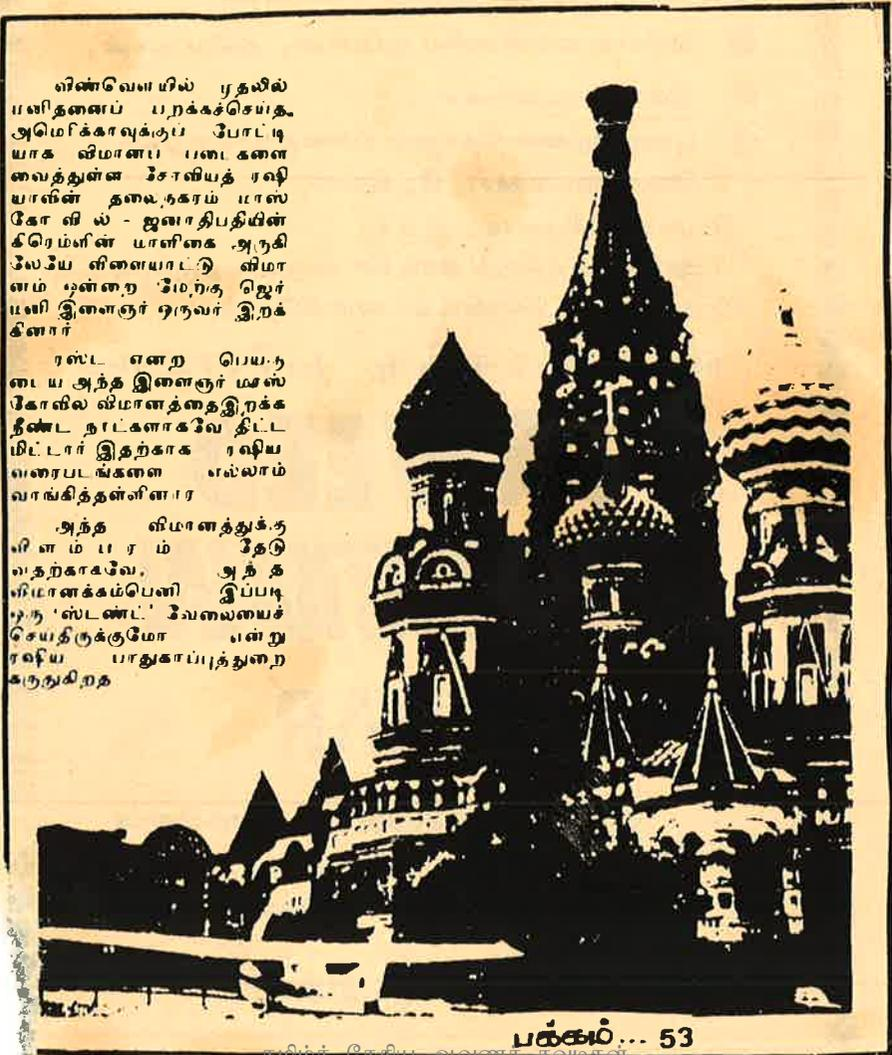 விண்வெளியில் முதலில்
மனிதனைப் பறக்கச்செய்த,
அமெரிக்காவுக்குப் போட்டி
யாக விமானப் படைகளை
வைத்துள்ள சோவியத் ரஷி
யாவின் தலைநகரம் மாஸ்
கோ வி ல் - ஜனாதிபதியின்
கிரெம்ளின் மாளிகை அருகி
லேயே விளையாட்டு விமா
னம் ஒன்றை மேற்கு ஜெர்
மனி இளைஞர் ஒருவர் இறக்
கினார்
ரஸ்ட் என்ற பெயரு
டைய அந்த இளைஞர் மாஸ்
கோவில் விமானத்தைஇறக்க
நீண்ட நாட்களாகவே திட்ட
மிட்டார் இதற்காக ரஷிய
வரைபடங்களை எல்லாம்
வாங்கித்தள்ளினார்
அந்த விமானத்துக்கு
வி ள ம் ப ர ம் தேடு
வதற்காகவே, அந் த
விமானக்கம்பெனி இப்படி
ஒரு 'ஸ்டண்ட்' வேலையைச்
செய்திருக்குமோ என்று
ரஷிய பாதுகாப்புத்துறை
கருதுகிறது
பக்கம்... 53